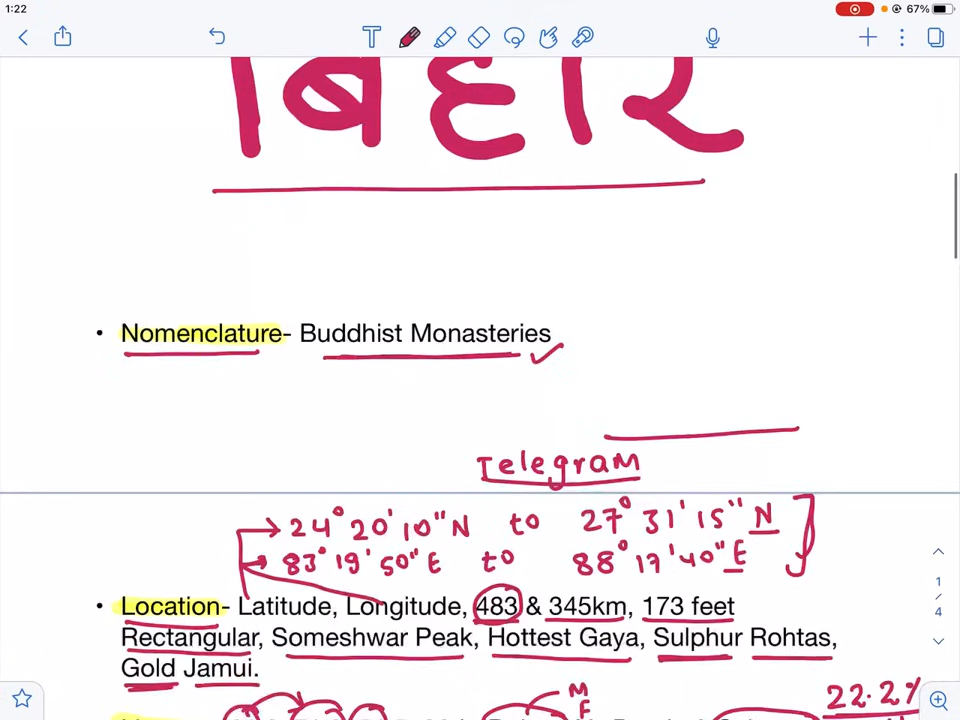 1:22
67%
बिहार
• Nomenclature- Buddhist Monasteries
Telegram
→ 24° 20' 10" N to 27° 31' 15" N
→ 83° 19' 50" E to 88° 17' 40" E
• Location- Latitude, Longitude, 483 & 345km, 173 feet
Rectangular, Someshwar Peak, Hottest Gaya, Sulphur Rohtas,
Gold Jamui.
M
F
22.2%
1
/
4